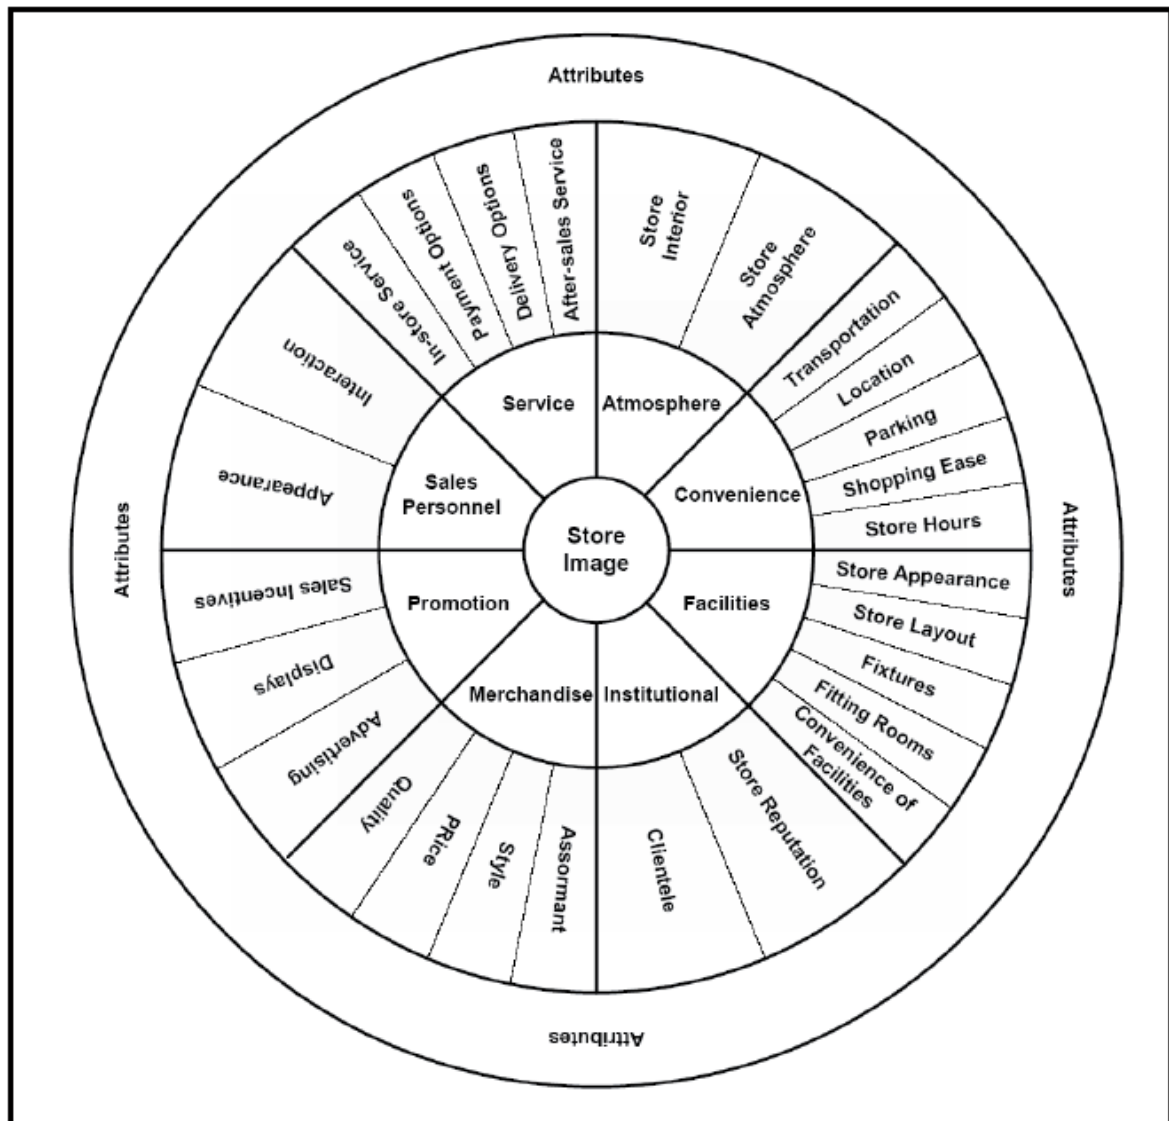 Attributes
Attributes
Attributes
Attributes
Store
Image
Service
Atmosphere
Convenience
Facilities
Institutional
Merchandise
Promotion
Sales
Personnel
In-store Service
Payment Options
Delivery Options
After-sales Service
Store
Interior
Store
Atmosphere
Transportation
Location
Parking
Shopping Ease
Store Hours
Store Appearance
Store Layout
Fixtures
Fitting Rooms
Convenience of
Facilities
Store Reputation
Clientele
Assormant
Style
PRice
Quality
Advertising
Displays
Sales Incentives
Appearance
Interaction